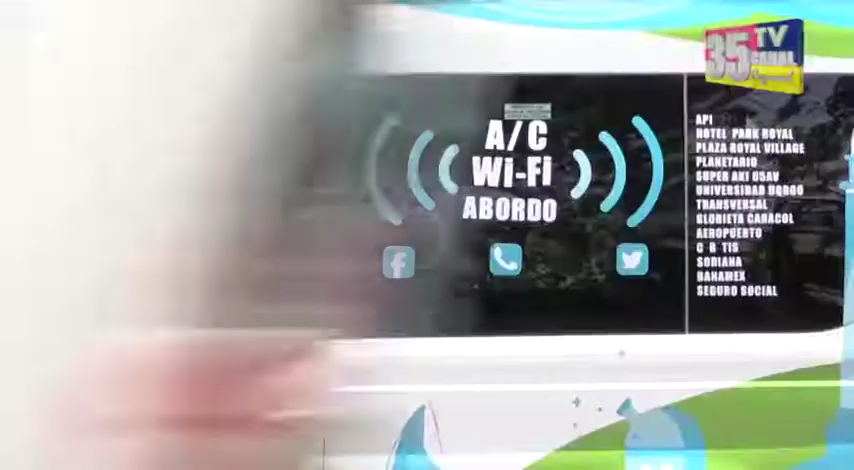 35 TV
CANAL
A/C
Wi-Fi
ABORDO
API
HOTEL PARK ROYAL
PLAZA ROYAL VILLAGE
PLANETARIO
SUPER AKI USAV
UNIVERSIDAD UQROO
TRANSVERSAL
GLORIETA CARACOL
AEROPUERTO
C R TIS
SORIANA
BANAMEX
SEGURO SOCIAL